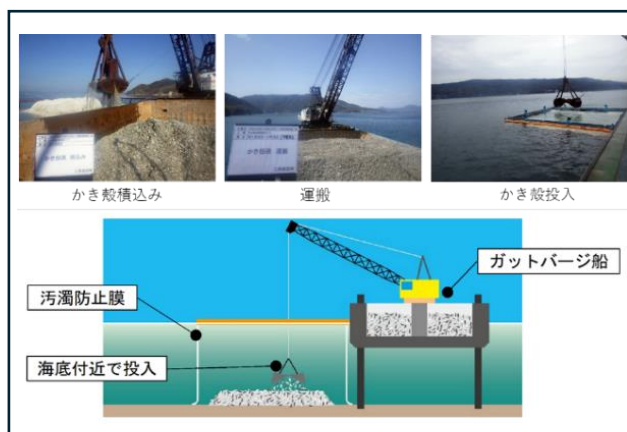 かき殻積込み
運搬
かき殻投入
ガットバージ船
汚濁防止膜
海底付近で投入